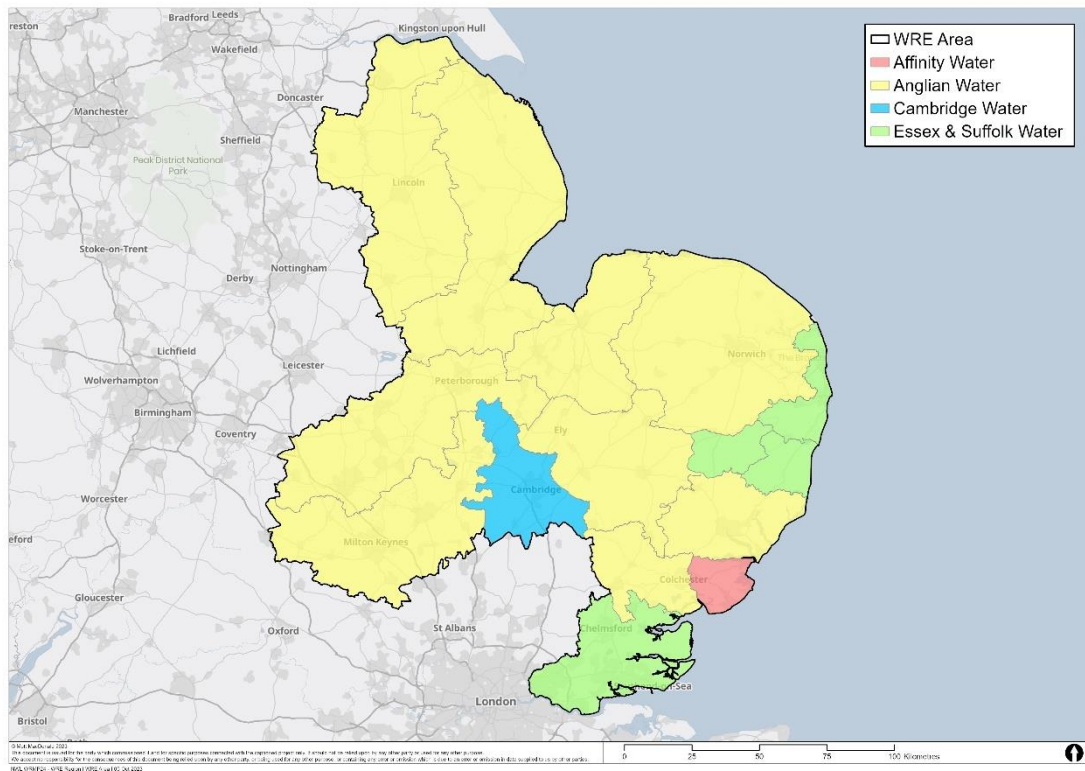 Kingston upon Hull
Bradford
Leeds
Wakefield
Doncaster
Manchester
Sheffield
Peak District National
Park
Lincoln
Stoke-on-Trent
Nottingham
Derby
Lichfield
Leicester
Wolverhampton
Birmingham
Coventry
Peterborough
Norwich
Ely
Cambridge
Worcester
Milton Keynes
Colchester
Gloucester
Oxford
St Albans
Chelmsford
London
Bristol
WRE Area
Affinity Water
Anglian Water
Cambridge Water
Essex & Suffolk Water
0 25 50 75 100 Kilometres